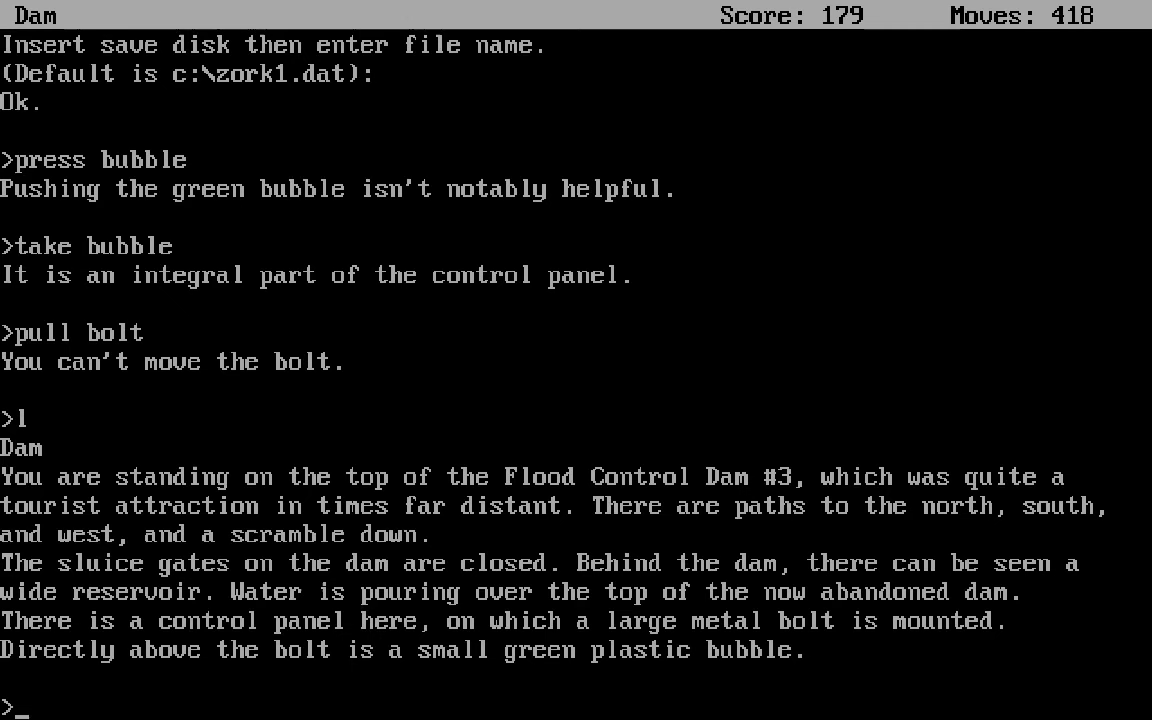 Dam Score: 179 Moves: 418
Insert save disk then enter file name.
(Default is c:\zork1.dat):
Ok.
>press bubble
Pushing the green bubble isn't notably helpful.
>take bubble
It is an integral part of the control panel.
>pull bolt
You can't move the bolt.
>l
Dam
You are standing on the top of the Flood Control Dam #3, which was quite a
tourist attraction in times far distant. There are paths to the north, south,
and west, and a scramble down.
The sluice gates on the dam are closed. Behind the dam, there can be seen a
wide reservoir. Water is pouring over the top of the now abandoned dam.
There is a control panel here, on which a large metal bolt is mounted.
Directly above the bolt is a small green plastic bubble.
>_